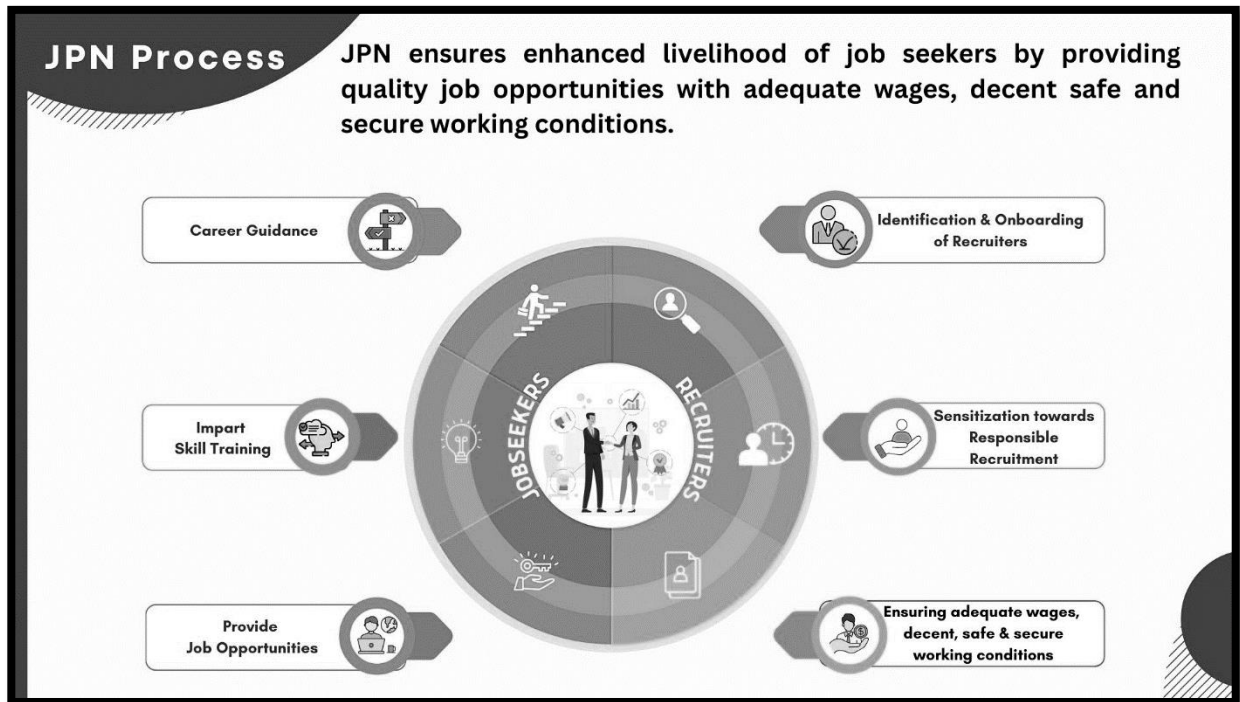 JPN Process
JPN ensures enhanced livelihood of job seekers by providing
quality job opportunities with adequate wages, decent safe and
secure working conditions.
Career Guidance
Impart
Skill Training
Provide
Job Opportunities
JOBSEEKERS
RECRUITERS
Identification & Onboarding
of Recruiters
Sensitization towards
Responsible
Recruitment
Ensuring adequate wages,
decent, safe & secure
working conditions